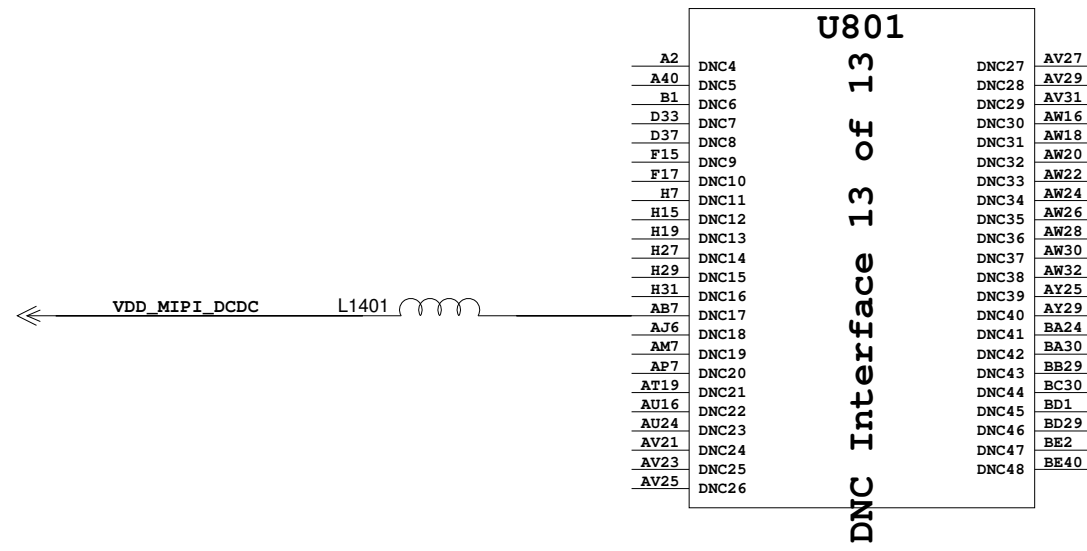 U801
DNC Interface 13 of 13
A2 DNC4 DNC27 AV27
A40 DNC5 DNC28 AV29
B1 DNC6 DNC29 AV31
D33 DNC7 DNC30 AW16
D37 DNC8 DNC31 AW18
F15 DNC9 DNC32 AW20
F17 DNC10 DNC33 AW22
H7 DNC11 DNC34 AW24
H15 DNC12 DNC35 AW26
H19 DNC13 DNC36 AW28
H27 DNC14 DNC37 AW30
H29 DNC15 DNC38 AW32
H31 DNC16 DNC39 AY25
VDD_MIPI_DCDC L1401 AB7 DNC17 DNC40 AY29
AJ6 DNC18 DNC41 BA24
AM7 DNC19 DNC42 BA30
AP7 DNC20 DNC43 BB29
AT19 DNC21 DNC44 BC30
AU16 DNC22 DNC45 BD1
AU24 DNC23 DNC46 BD29
AV21 DNC24 DNC47 BE2
AV23 DNC25 DNC48 BE40
AV25 DNC26